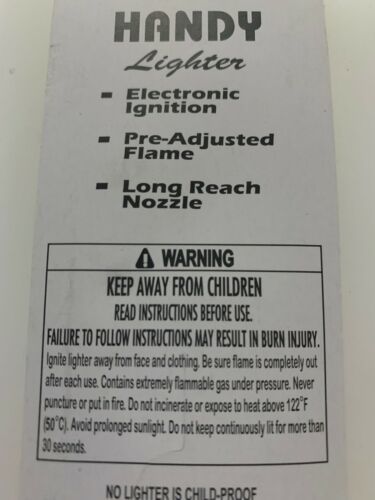 HANDY
Lighter
- Electronic
Ignition
- Pre-Adjusted
Flame
- Long Reach
Nozzle
⚠ WARNING
KEEP AWAY FROM CHILDREN
READ INSTRUCTIONS BEFORE USE.
FAILURE TO FOLLOW INSTRUCTIONS MAY RESULT IN BURN INJURY.
Ignite lighter away from face and clothing. Be sure flame is completely out
after each use. Contains extremely flammable gas under pressure. Never
puncture or put in fire. Do not incinerate or expose to heat above 122°F
(50°C). Avoid prolonged sunlight. Do not keep continuously lit for more than
30 seconds.
NO LIGHTER IS CHILD-PROOF